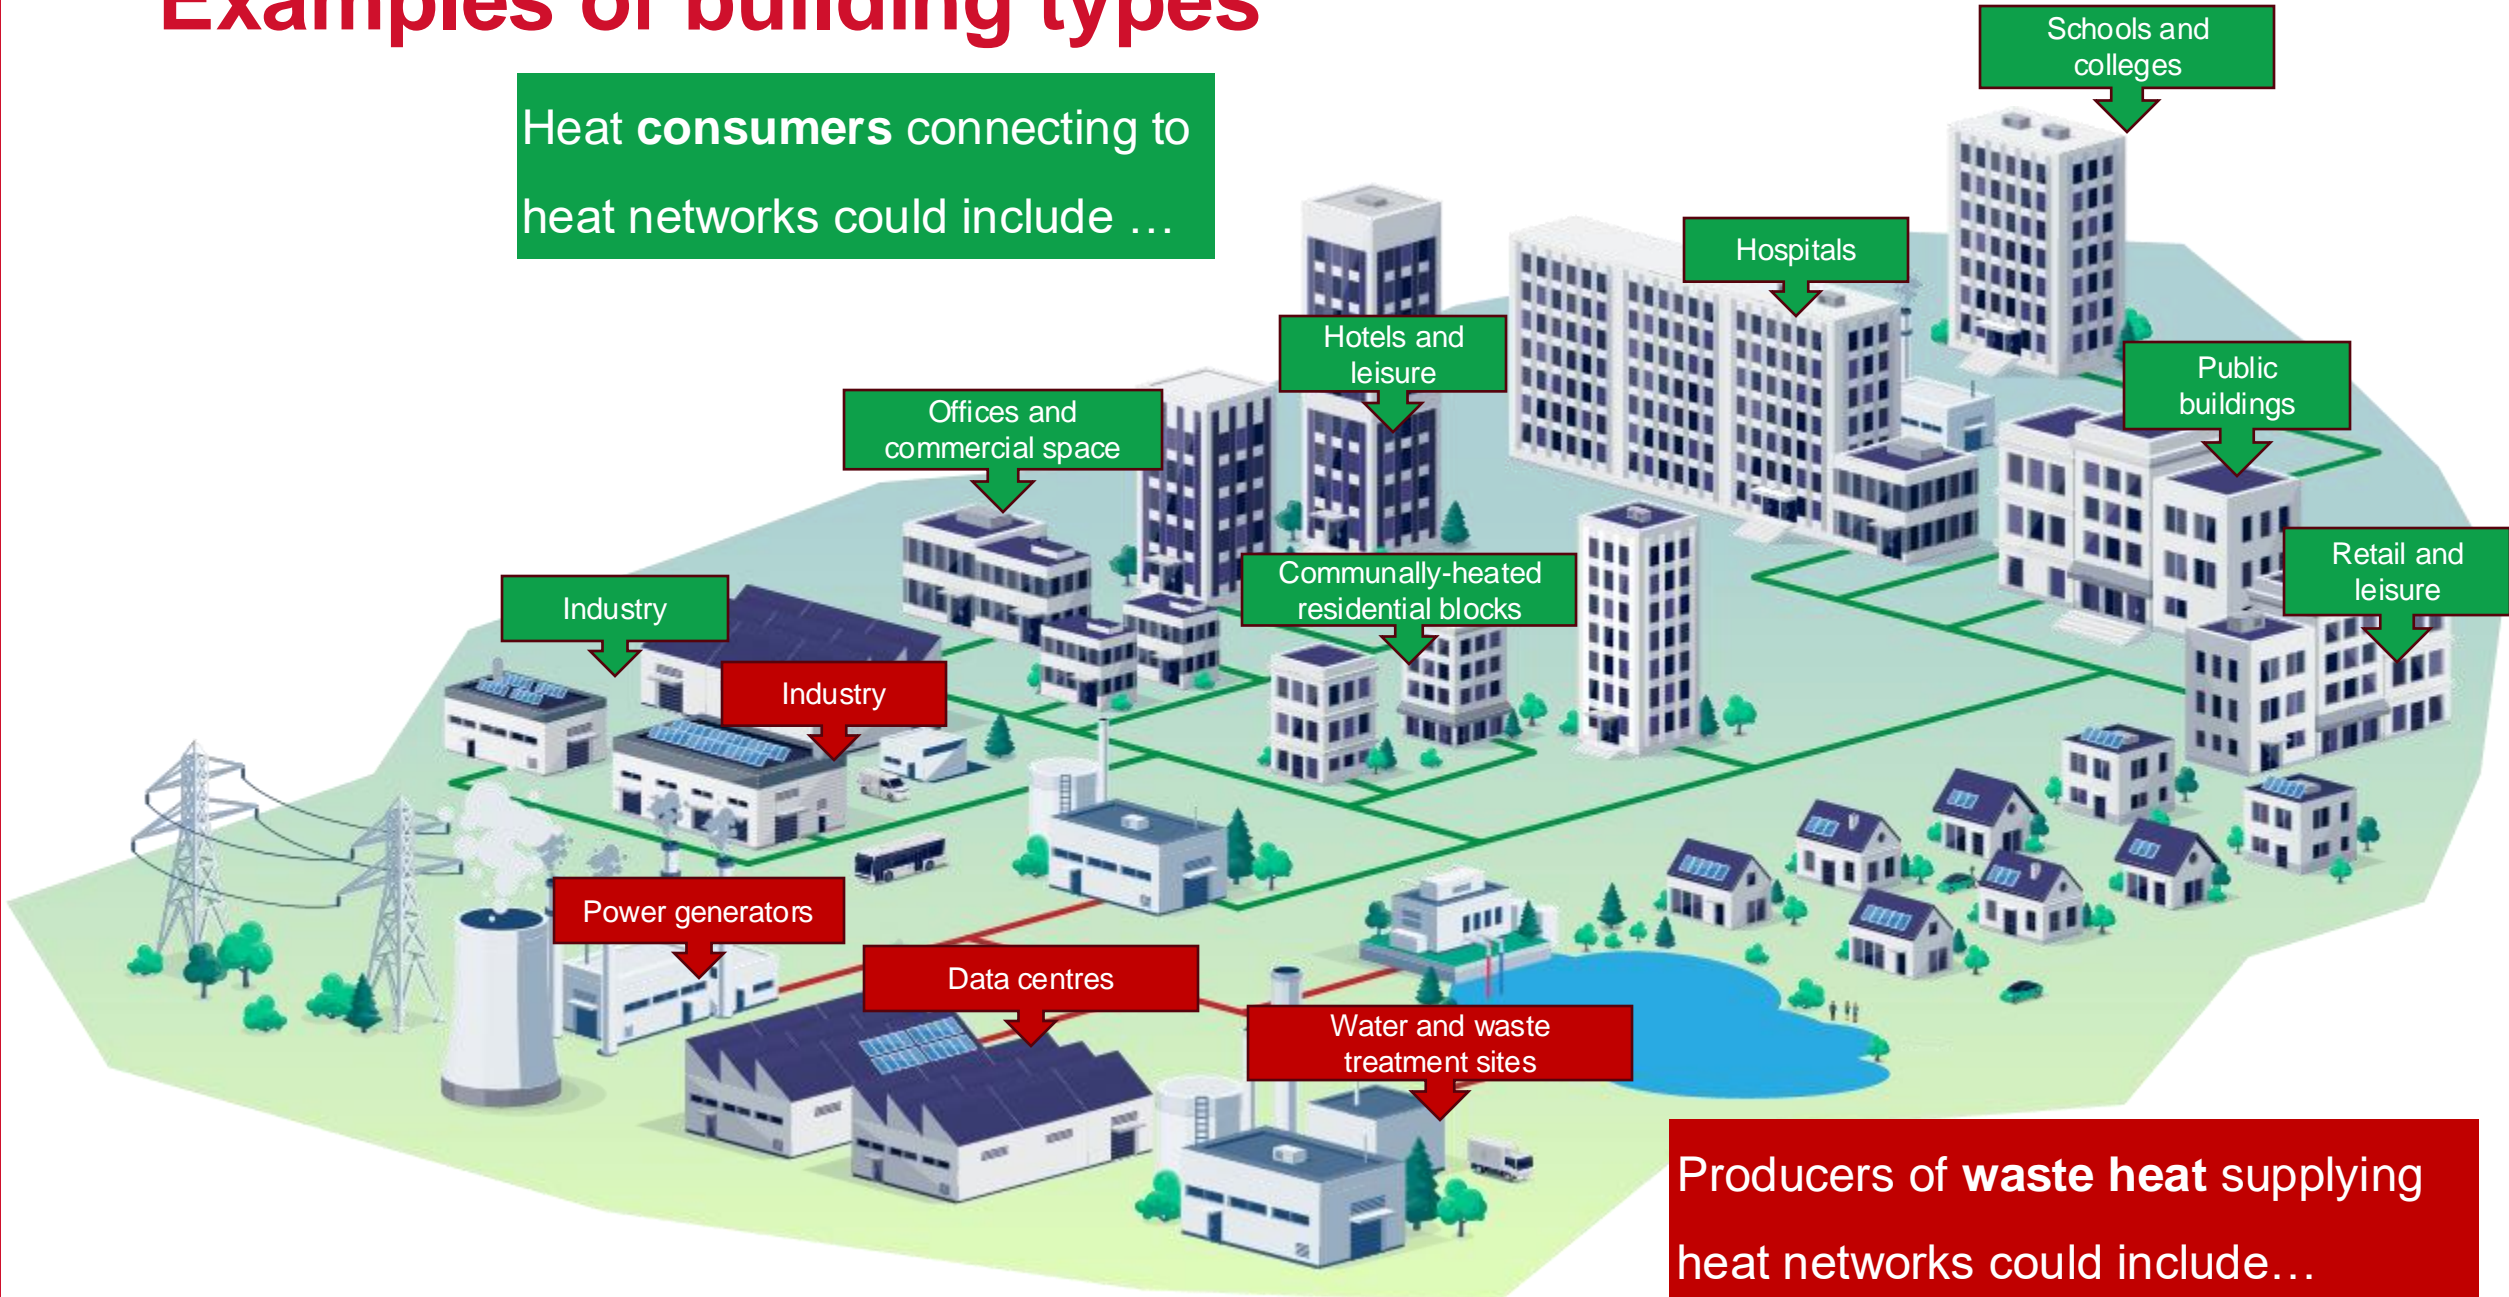 Examples of building types
Heat consumers connecting to
heat networks could include …
Schools and
colleges
Hospitals
Hotels and
leisure
Public
buildings
Offices and
commercial space
Retail and
leisure
Communally-heated
residential blocks
Industry
Industry
Power generators
Data centres
Water and waste
treatment sites
Producers of waste heat supplying
heat networks could include…